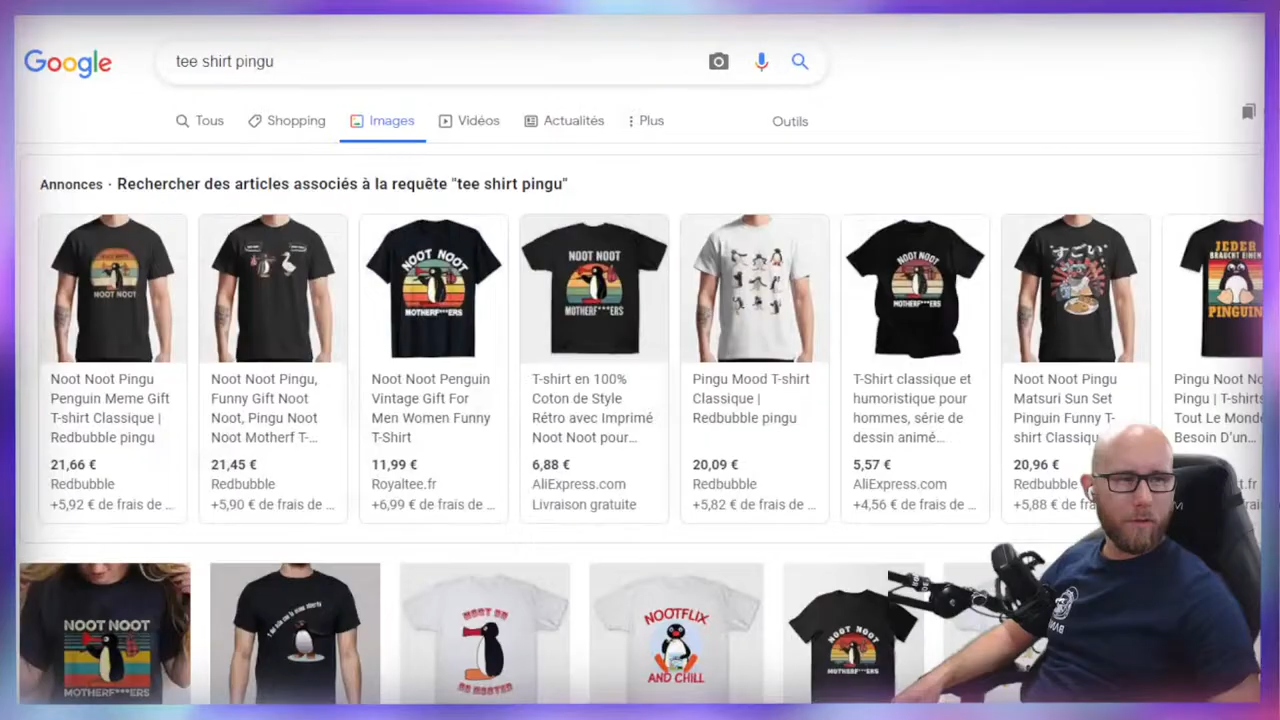 Google
tee shirt pingu
Tous
Shopping
Images
Vidéos
Actualités
Plus
Outils
Annonces · Rechercher des articles associés à la requête "tee shirt pingu"
NOOT NOOT
NOOT NOOT
MOTHERF***ERS
NOOT NOOT
MOTHERF***ERS
NOOT NOOT
MOTHERF***ERS
すごい
JEDER
BRAUCHT EINEN
PINGUIN
Noot Noot Pingu
Penguin Meme Gift
T-shirt Classique |
Redbubble pingu
21,66 €
Redbubble
+5,92 € de frais de ...
Noot Noot Pingu,
Funny Gift Noot
Noot, Pingu Noot
Noot Motherf T-...
21,45 €
Redbubble
+5,90 € de frais de ...
Noot Noot Penguin
Vintage Gift For
Men Women Funny
T-Shirt
11,99 €
Royaltee.fr
+6,99 € de frais de ...
T-shirt en 100%
Coton de Style
Rétro avec Imprimé
Noot Noot pour...
6,88 €
AliExpress.com
Livraison gratuite
Pingu Mood T-shirt
Classique |
Redbubble pingu
20,09 €
Redbubble
+5,82 € de frais de ...
T-Shirt classique et
humoristique pour
hommes, série de
dessin animé...
5,57 €
AliExpress.com
+4,56 € de frais de ...
Noot Noot Pingu
Matsuri Sun Set
Pinguin Funny T-
shirt Classiqu
20,96 €
Redbubble
+5,88 € de fra
Pingu Noot No
Pingu | T-shirts
Tout Le Monde
Besoin D'un...
NOOT NOOT
MOTHERF***ERS
NOOT OR
BE NOOTED
NOOTFLIX
AND CHILL
NOOT NOOT
MOTHERF***ERS